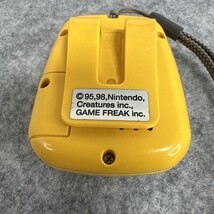 ©95,98,Nintendo,
Creatures inc.,
GAME FREAK inc.